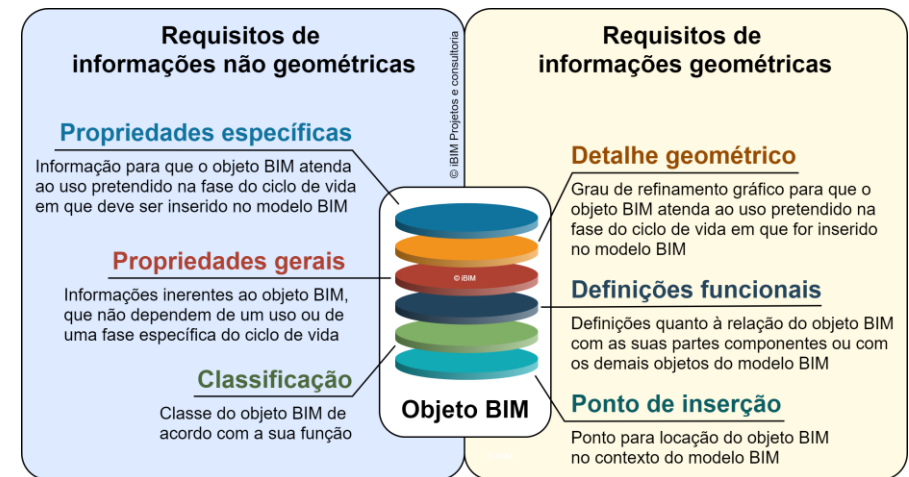 Requisitos de
informações não geométricas
Propriedades específicas
Informação para que o objeto BIM atenda
ao uso pretendido na fase do ciclo de vida
em que deve ser inserido no modelo BIM
Propriedades gerais
Informações inerentes ao objeto BIM,
que não dependem de um uso ou de
uma fase específica do ciclo de vida
Classificação
Classe do objeto BIM de
acordo com a sua função
© iBIM Projetos e consultoria
© iBIM
Objeto BIM
Requisitos de
informações geométricas
Detalhe geométrico
Grau de refinamento gráfico para que o
objeto BIM atenda ao uso pretendido na
fase do ciclo de vida em que for inserido
no modelo BIM
Definições funcionais
Definições quanto à relação do objeto BIM
com as suas partes componentes ou com
os demais objetos do modelo BIM
Ponto de inserção
Ponto para locação do objeto BIM
no contexto do modelo BIM